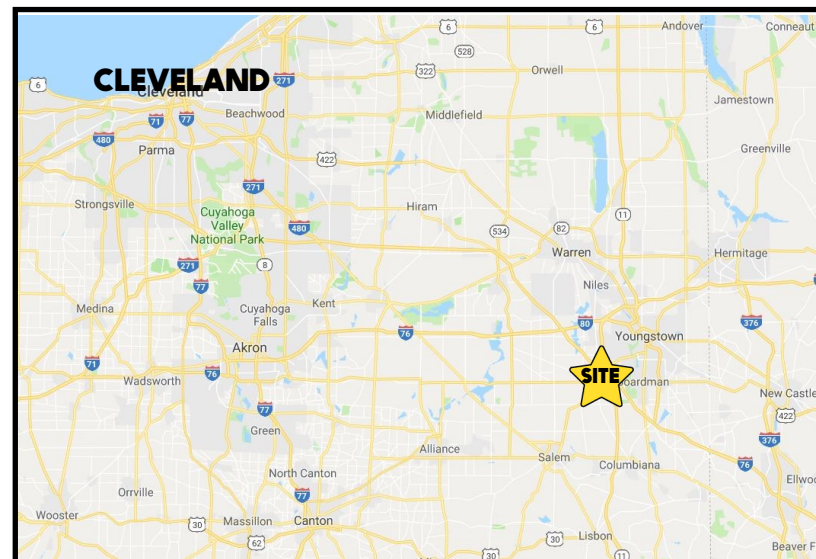 6
6
Andover
Conneaut
528
6
CLEVELAND
Cleveland
271
322
Orwell
Jamestown
71
77
Beachwood
Middlefield
480
Parma
422
Greenville
271
Strongsville
Hiram
11
Cuyahoga
Valley
National Park
480
534
82
Warren
Hermitage
271
8
77
Niles
Medina
Cuyahoga
Falls
Kent
76
80
376
Youngstown
Akron
71
76
Wadsworth
SITE
oardman
New Castle
77
422
Green
376
Alliance
Salem
Columbiana
76
North Canton
Ellwo
Orrville
77
Wooster
30
Massillon
Canton
62
30
30
Lisbon
11
Beaver F